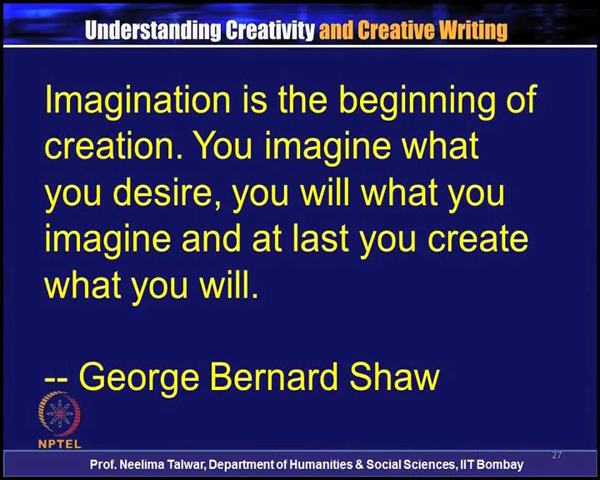 Understanding Creativity and Creative Writing
Imagination is the beginning of
creation. You imagine what
you desire, you will what you
imagine and at last you create
what you will.
-- George Bernard Shaw
NPTEL
27
Prof. Neelima Talwar, Department of Humanities & Social Sciences, IIT Bombay